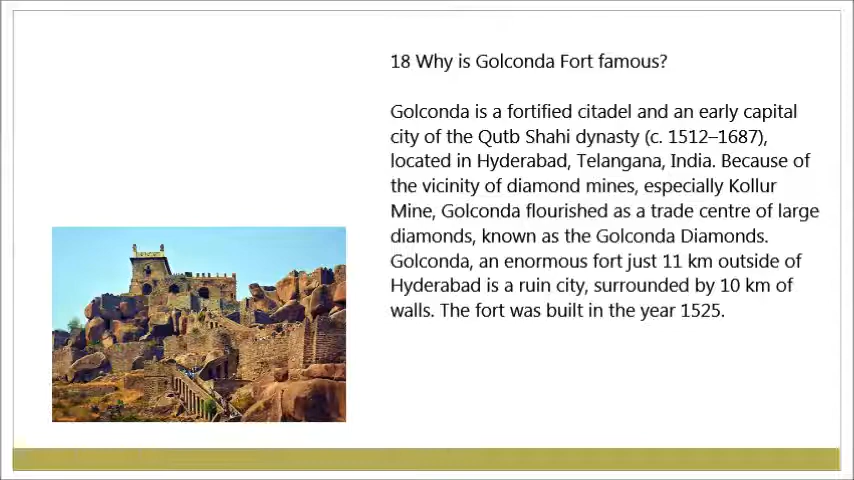 18 Why is Golconda Fort famous?
Golconda is a fortified citadel and an early capital
city of the Qutb Shahi dynasty (c. 1512–1687),
located in Hyderabad, Telangana, India. Because of
the vicinity of diamond mines, especially Kollur
Mine, Golconda flourished as a trade centre of large
diamonds, known as the Golconda Diamonds.
Golconda, an enormous fort just 11 km outside of
Hyderabad is a ruin city, surrounded by 10 km of
walls. The fort was built in the year 1525.